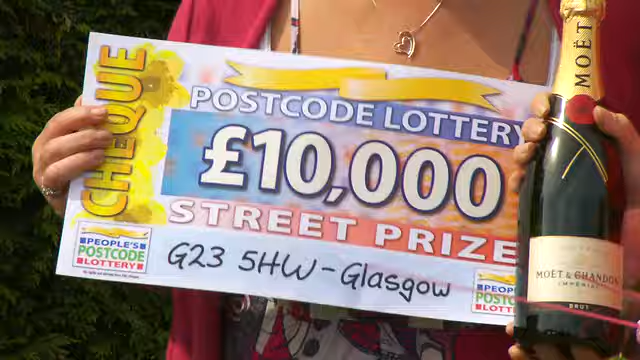 CHEQUE
POSTCODE LOTTERY
£10,000
STREET PRIZE
G23 5HW - Glasgow
PEOPLE'S
POSTCODE
LOTTERY
PEOPLE'S
POSTCODE
LOTTERY
MOËT
MOËT & CHANDON
IMPÉRIAL
BRUT